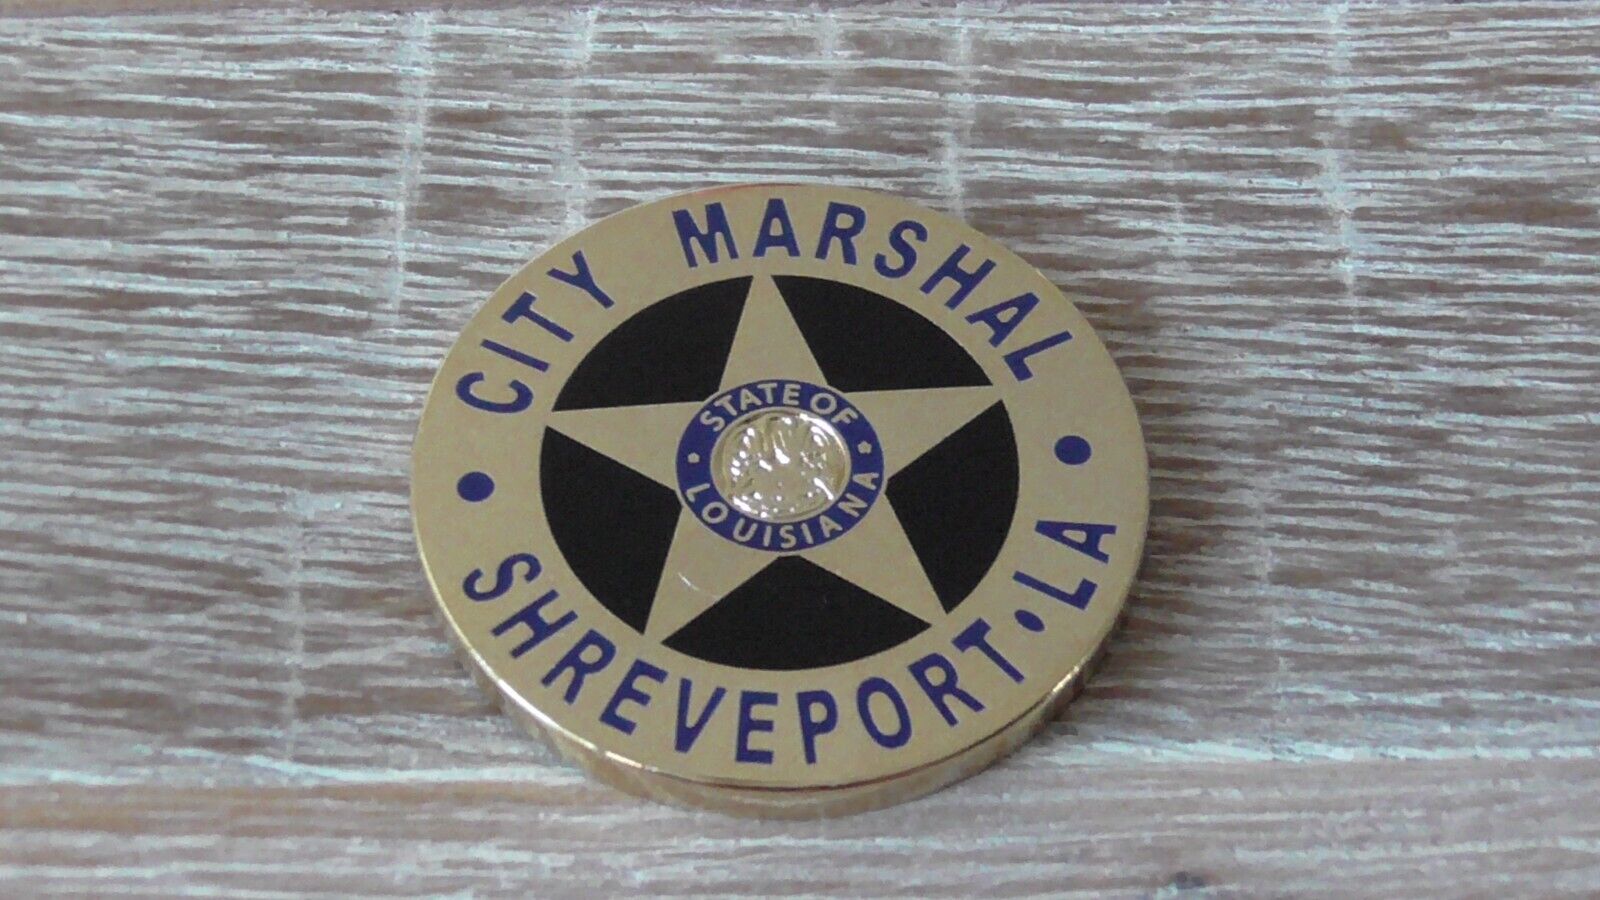 CITY MARSHAL
STATE OF
• LOUISIANA •
• SHREVEPORT • LA •